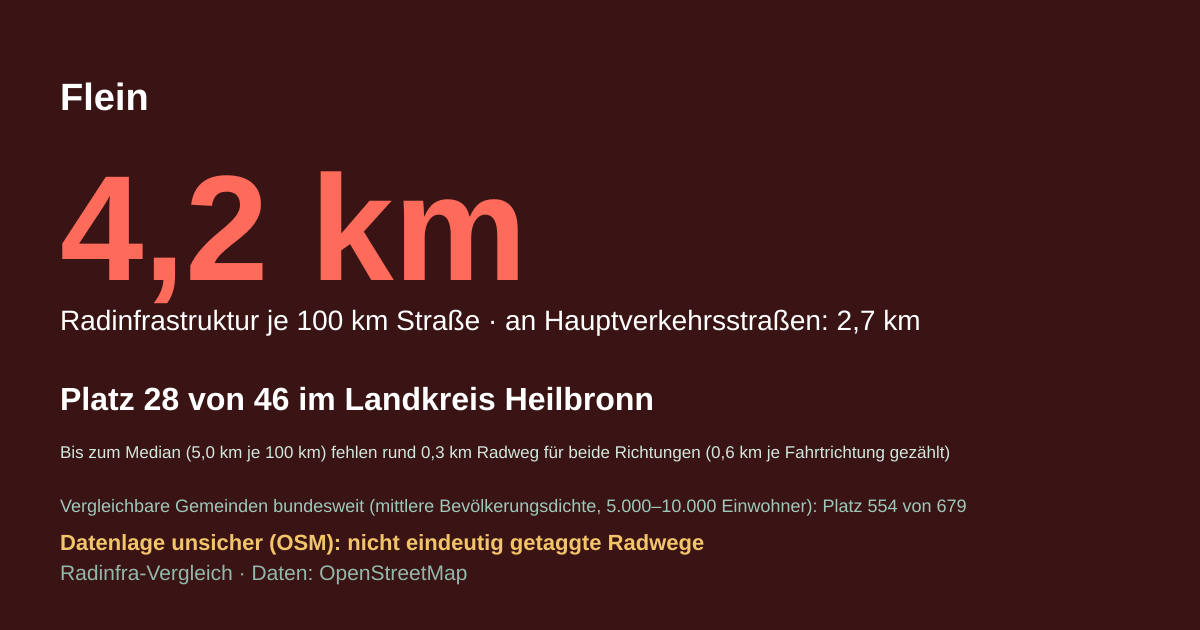 Flein
4,2 km
Radinfrastruktur je 100 km Straße · an Hauptverkehrsstraßen: 2,7 km
Platz 28 von 46 im Landkreis Heilbronn
Bis zum Median (5,0 km je 100 km) fehlen rund 0,3 km Radweg für beide Richtungen (0,6 km je Fahrtrichtung gezählt)
Vergleichbare Gemeinden bundesweit (mittlere Bevölkerungsdichte, 5.000–10.000 Einwohner): Platz 554 von 679
Datenlage unsicher (OSM): nicht eindeutig getaggte Radwege
Radinfra-Vergleich · Daten: OpenStreetMap